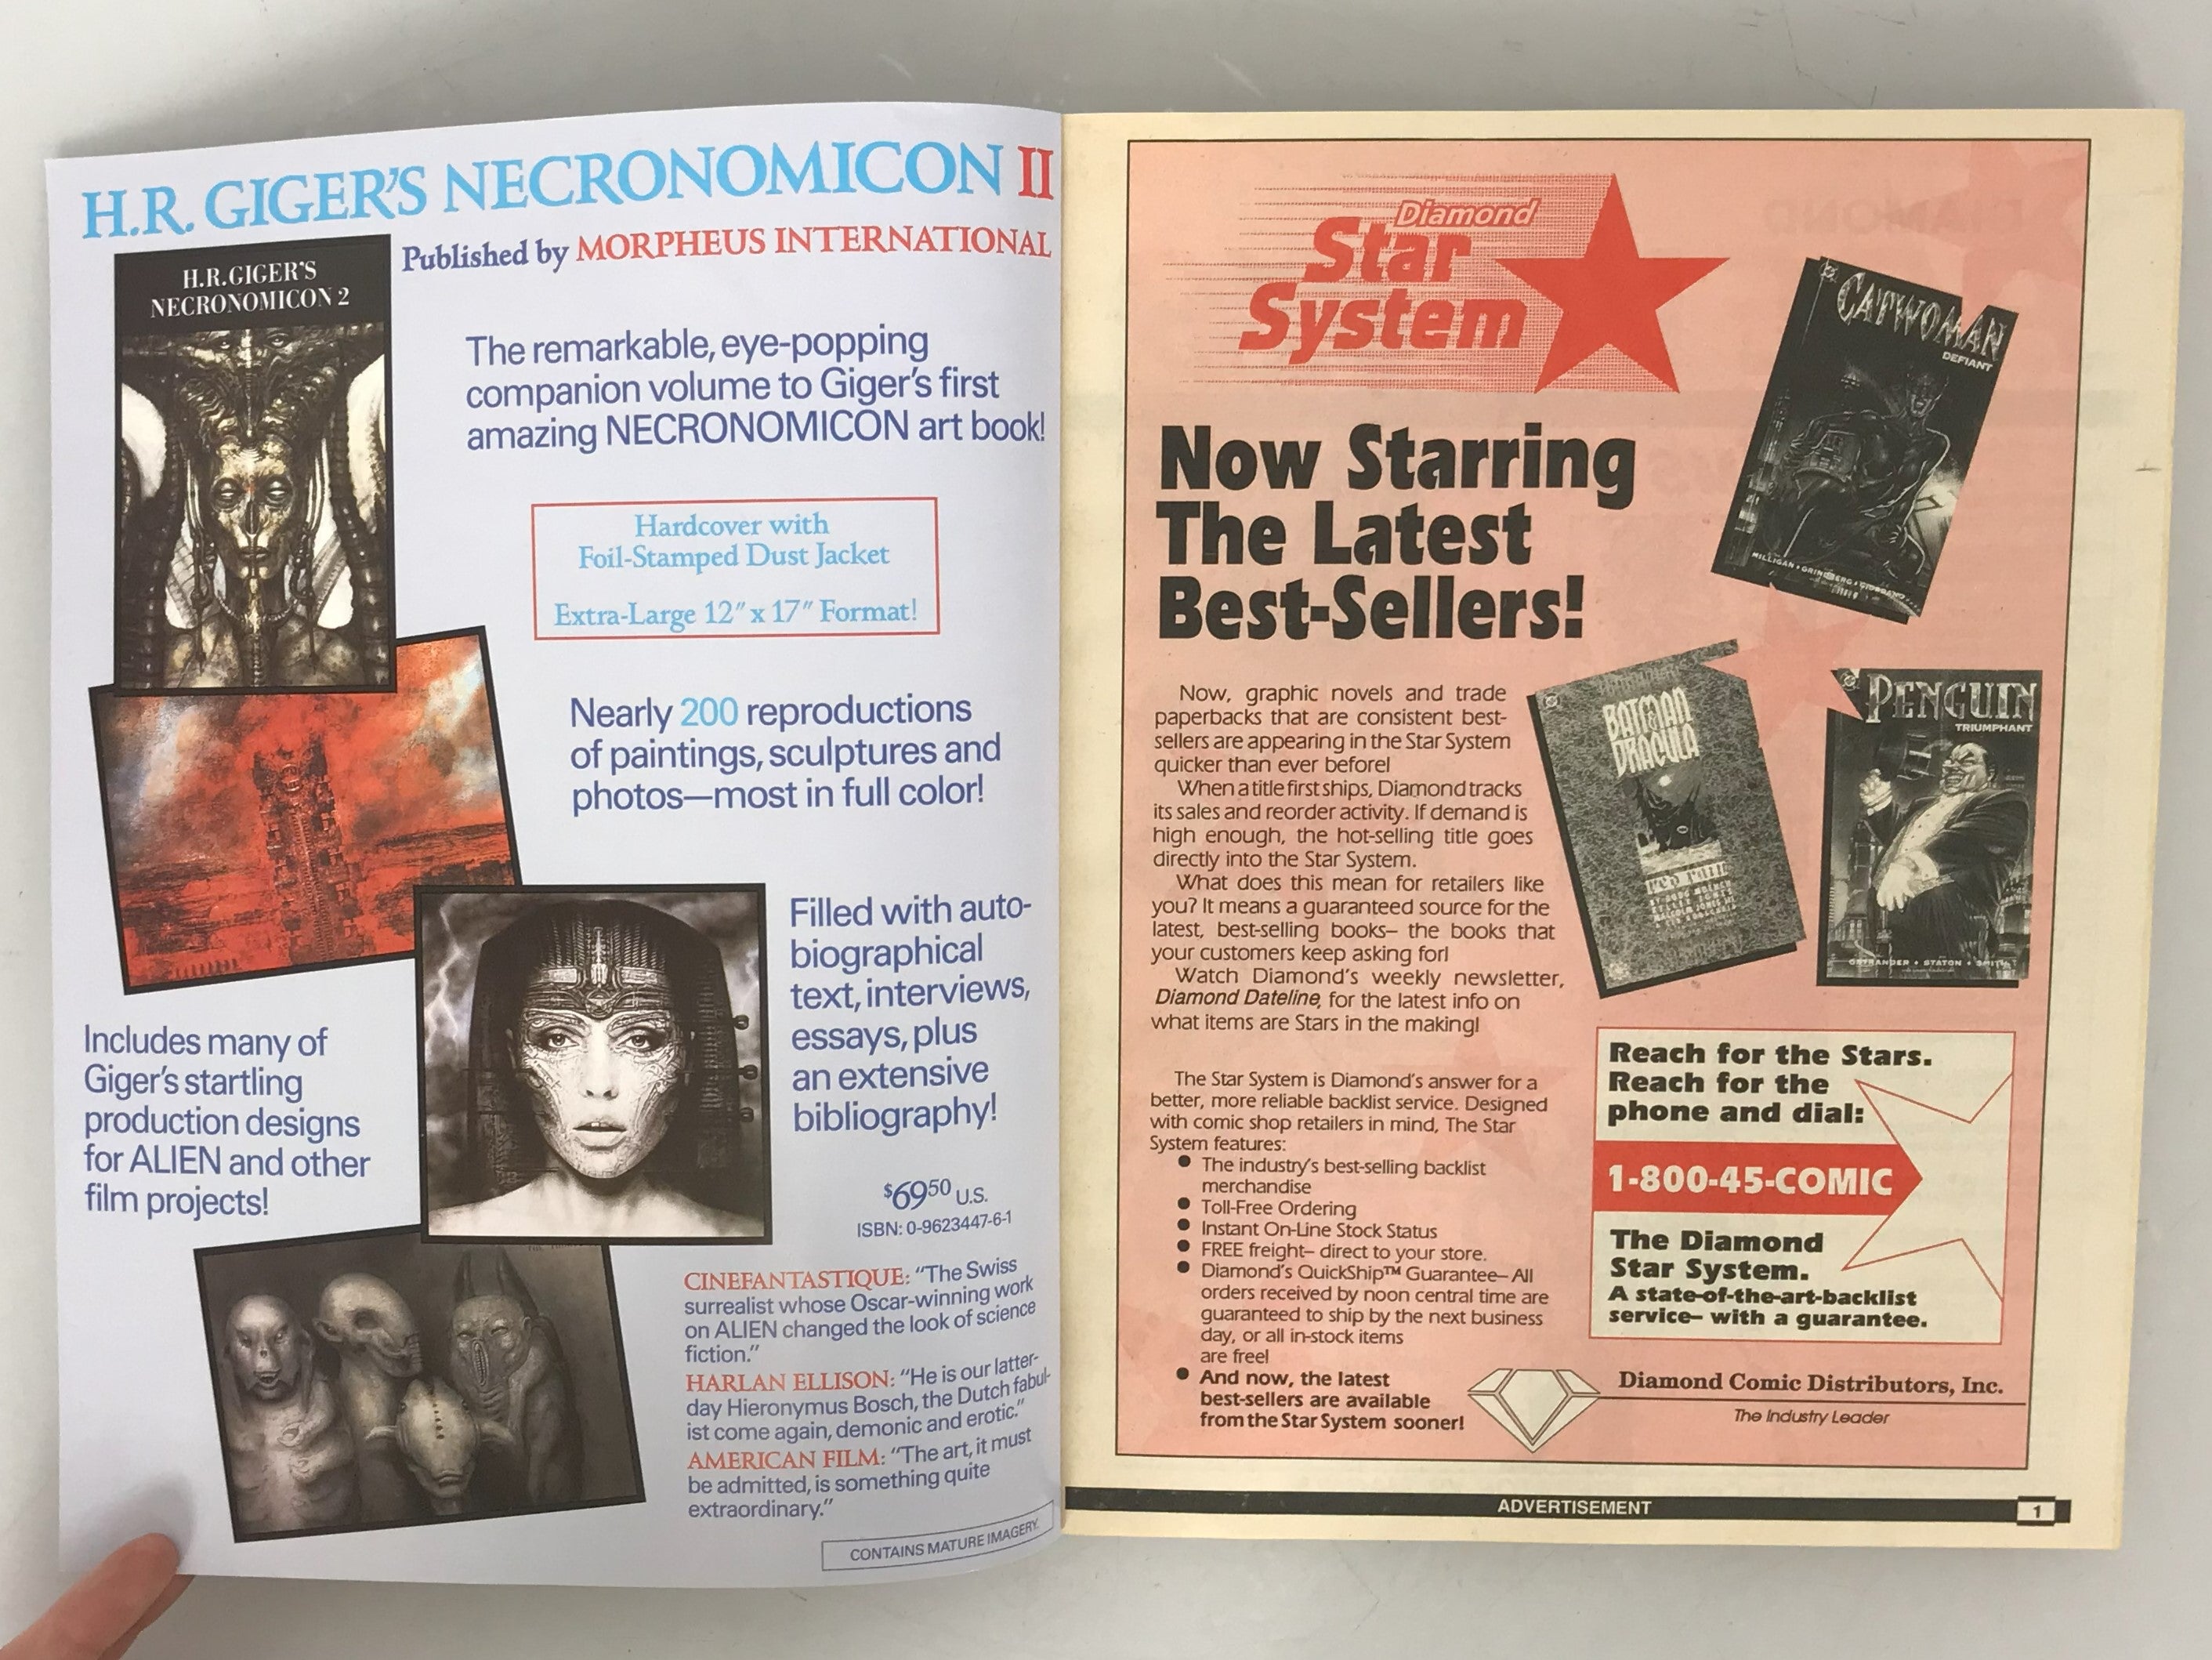 H.R. GIGER'S NECRONOMICON II
Published by MORPHEUS INTERNATIONAL
H.R.GIGER'S
NECRONOMICON 2
The remarkable, eye-popping
companion volume to Giger's first
amazing NECRONOMICON art book!
Hardcover with
Foil-Stamped Dust Jacket
Extra-Large 12" x 17" Format!
Nearly 200 reproductions
of paintings, sculptures and
photos—most in full color!
Filled with auto-
biographical
text, interviews,
essays, plus
an extensive
bibliography!
Includes many of
Giger's startling
production designs
for ALIEN and other
film projects!
$6950 U.S.
ISBN: 0-9623447-6-1
CINEFANTASTIQUE: "The Swiss
surrealist whose Oscar-winning work
on ALIEN changed the look of science
fiction."
HARLAN ELLISON: "He is our latter-
day Hieronymus Bosch, the Dutch fabul-
ist come again, demonic and erotic."
AMERICAN FILM: "The art, it must
be admitted, is something quite
extraordinary."
CONTAINS MATURE IMAGERY.
Diamond
Star
System
Now Starring
The Latest
Best-Sellers!
CATWOMAN
DEFIANT
MILLIGAN • GRINDBERG • GIORDANO
BATMAN
DRACULA
red rain
PENGUIN
TRIUMPHANT
OSTRANDER • STATON • SMITH
Now, graphic novels and trade
paperbacks that are consistent best-
sellers are appearing in the Star System
quicker than ever before!
When a title first ships, Diamond tracks
its sales and reorder activity. If demand is
high enough, the hot-selling title goes
directly into the Star System.
What does this mean for retailers like
you? It means a guaranteed source for the
latest, best-selling books– the books that
your customers keep asking for!
Watch Diamond's weekly newsletter,
Diamond Dateline, for the latest info on
what items are Stars in the making!
The Star System is Diamond's answer for a
better, more reliable backlist service. Designed
with comic shop retailers in mind, The Star
System features:
● The industry's best-selling backlist
merchandise
● Toll-Free Ordering
● Instant On-Line Stock Status
● FREE freight– direct to your store.
● Diamond's QuickShip™ Guarantee– All
orders received by noon central time are
guaranteed to ship by the next business
day, or all in-stock items
are free!
● And now, the latest
best-sellers are available
from the Star System sooner!
Reach for the Stars.
Reach for the
phone and dial:
1-800-45-COMIC
The Diamond
Star System.
A state-of-the-art-backlist
service– with a guarantee.
Diamond Comic Distributors, Inc.
The Industry Leader
ADVERTISEMENT
1